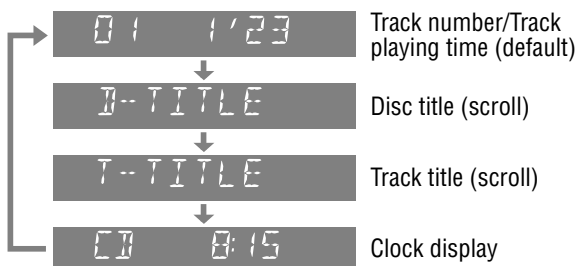 01 1'23
Track number/Track
playing time (default)
D-TITLE
Disc title (scroll)
T-TITLE
Track title (scroll)
CD 8:15
Clock display